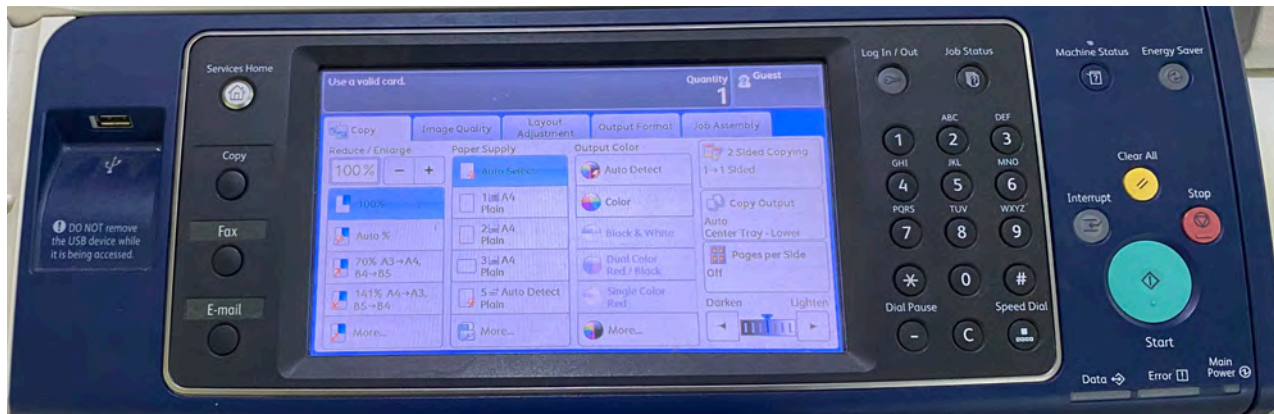 DO NOT remove
the USB device while
it is being accessed.
Services Home
Copy
Fax
E-mail
Use a valid card.
Quantity
1
Guest
Copy
Image Quality
Layout
Adjustment
Output Format
Job Assembly
Reduce / Enlarge
100%
−
+
100%
Auto %
70% A3→A4,
B4→B5
141% A4→A3,
B5→B4
More...
Paper Supply
Auto Select
1 A4
Plain
2 A4
Plain
3 A4
Plain
5 Auto Detect
Plain
More...
Output Color
Auto Detect
Color
Black & White
Dual Color
Red / Black
Single Color
Red
More...
2 Sided Copying
1→1 Sided
Copy Output
Auto
Center Tray - Lower
Pages per Side
Off
Darken Lighten
Log In / Out
Job Status
ABC DEF
1 2 3
GHI JKL MNO
4 5 6
PQRS TUV WXYZ
7 8 9
* 0 #
Dial Pause Speed Dial
− C
Machine Status
Energy Saver
Clear All
Interrupt
Stop
Start
Data
Error
Main
Power